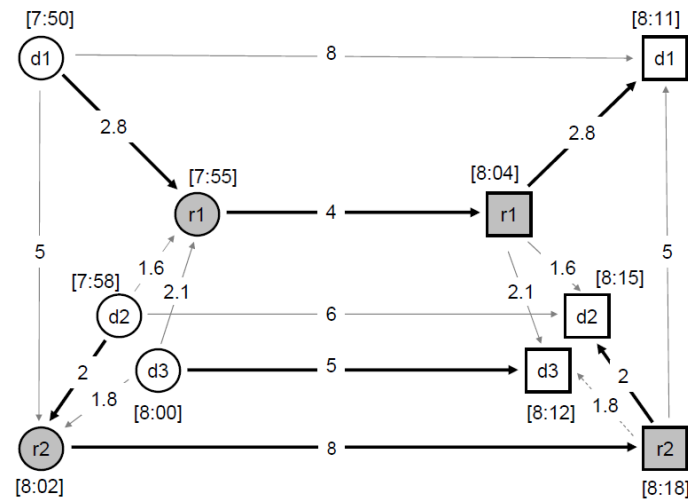 [7:50] [8:11]
d1 8 d1
2.8 2.8
[7:55] [8:04]
r1 4 r1
5 5
[7:58] 1.6 1.6 [8:15]
2.1 2.1
d2 6 d2
d3 5 d3
2 1.8 [8:00] [8:12] 1.8 2
r2 8 r2
[8:02] [8:18]